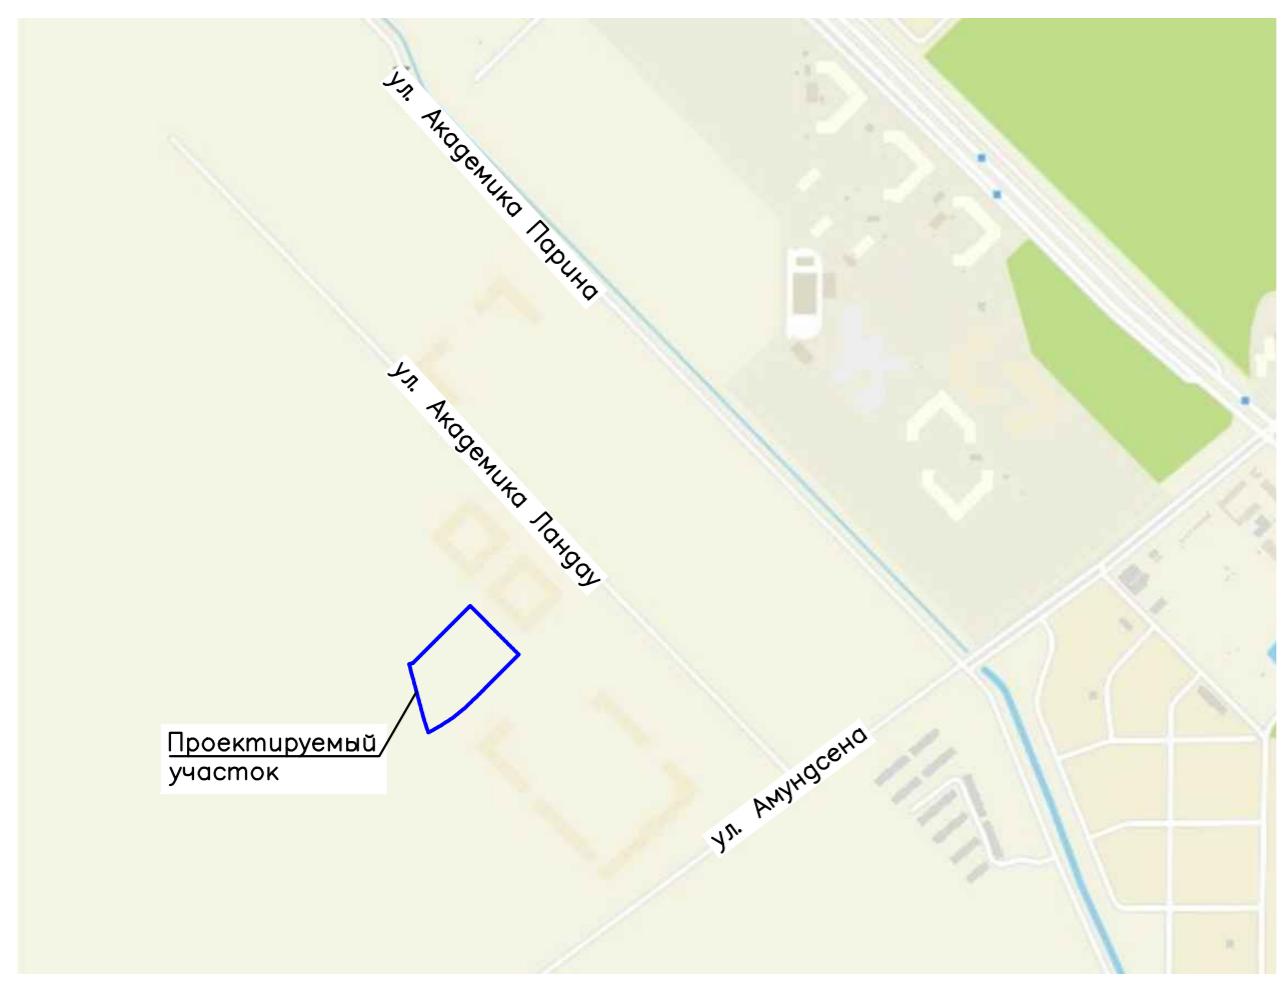 ул. Академика Парина
ул. Академика Ландау
Проектируемый
участок
ул. Амундсена